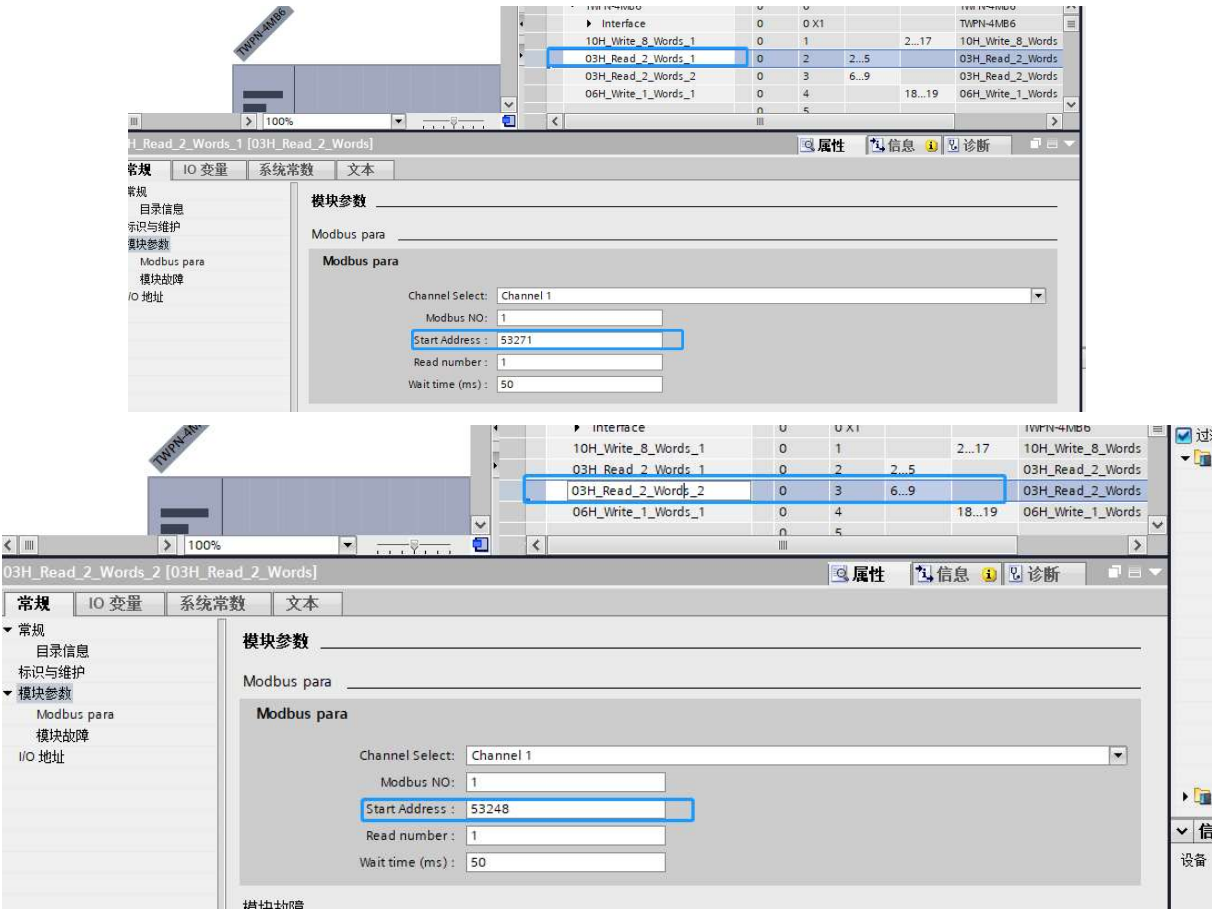 TWPN-4MB6
Interface 0 0 X1 TWPN-4MB6
10H_Write_8_Words_1 0 1 2...17 10H_Write_8_Words
03H_Read_2_Words_1 0 2 2...5 03H_Read_2_Words
03H_Read_2_Words_2 0 3 6...9 03H_Read_2_Words
06H_Write_1_Words_1 0 4 18...19 06H_Write_1_Words
0 5
100%
H_Read_2_Words_1 [03H_Read_2_Words]
属性 信息 诊断
常规 IO 变量 系统常数 文本
常规
目录信息
标识与维护
模块参数
Modbus para
模块故障
I/O 地址
模块参数
Modbus para
Modbus para
Channel Select: Channel 1
Modbus NO: 1
Start Address : 53271
Read number : 1
Wait time (ms) : 50
TWPN-4MB6
Interface 0 0 X1 TWPN-4MB6
10H_Write_8_Words_1 0 1 2...17 10H_Write_8_Words
03H_Read_2_Words_1 0 2 2...5 03H_Read_2_Words
03H_Read_2_Words_2 0 3 6...9 03H_Read_2_Words
06H_Write_1_Words_1 0 4 18...19 06H_Write_1_Words
0 5
100%
03H_Read_2_Words_2 [03H_Read_2_Words]
属性 信息 诊断
常规 IO 变量 系统常数 文本
常规
目录信息
标识与维护
模块参数
Modbus para
模块故障
I/O 地址
模块参数
Modbus para
Modbus para
Channel Select: Channel 1
Modbus NO: 1
Start Address : 53248
Read number : 1
Wait time (ms) : 50
模块故障
过
信
设备